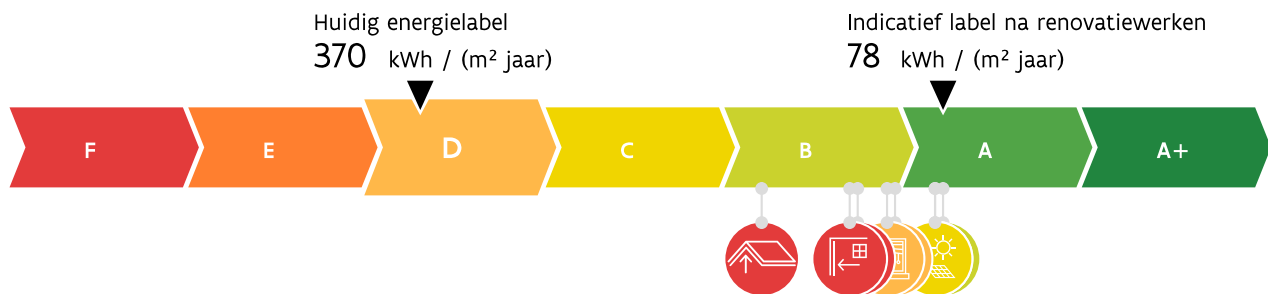 Huidig energielabel
370 kWh / (m² jaar)
Indicatief label na renovatiewerken
78 kWh / (m² jaar)
F E D C B A A+